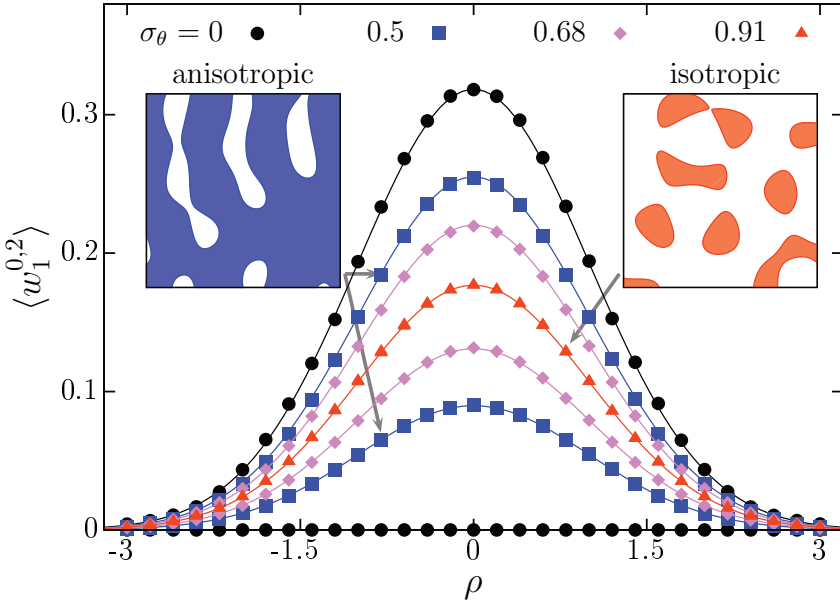 σθ = 0 0.5 0.68 0.91
anisotropic isotropic
0.3
0.2
0.1
0
⟨w₁^{0,2}⟩
-3 -1.5 0 1.5 3
ρ